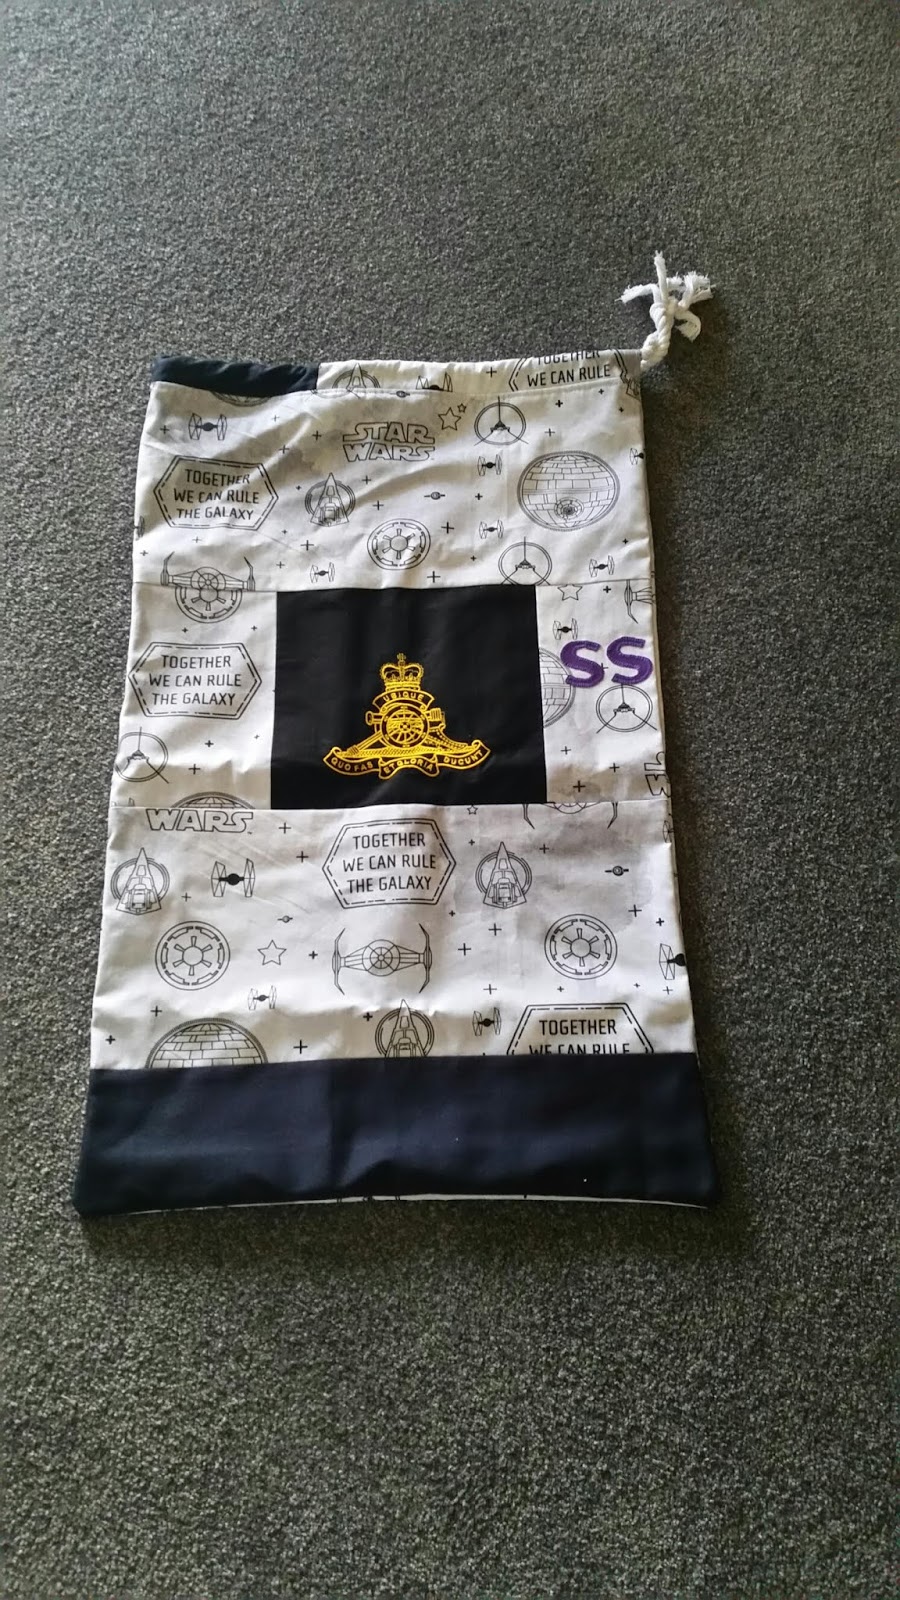 TOGETHER
WE CAN RULE
STAR
WARS
TOGETHER
WE CAN RULE
THE GALAXY
TOGETHER
WE CAN RULE
THE GALAXY
SS
UBIQUE
QUO FAS ET GLORIA DUCUNT
WARS
TOGETHER
WE CAN RULE
THE GALAXY
TOGETHER
WE CAN RULE